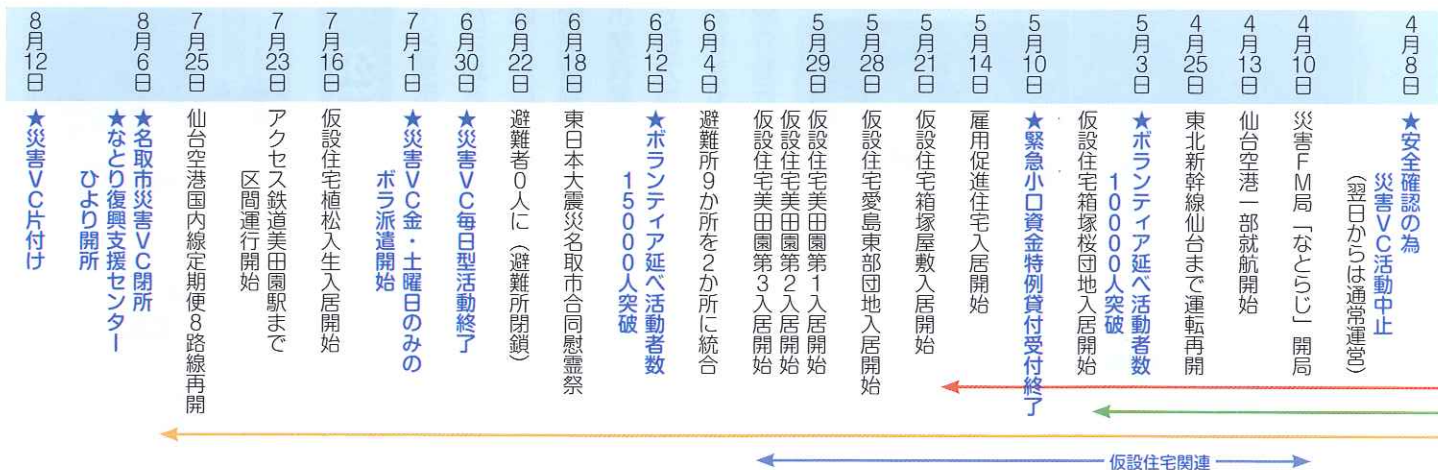 4月8日
★安全確認の為
災害VC活動中止
(翌日からは通常運営)
4月10日
災害FM局「なとらじ」開局
4月13日
仙台空港一部就航開始
4月25日
東北新幹線仙台まで運転再開
5月3日
★ボランティア延べ活動者数
10000人突破
仮設住宅箱塚桜団地入居開始
5月10日
★緊急小口資金特例貸付受付終了
5月14日
雇用促進住宅入居開始
5月21日
仮設住宅箱塚屋敷入居開始
5月28日
仮設住宅愛島東部団地入居開始
5月29日
仮設住宅美田園第1入居開始
仮設住宅美田園第2入居開始
仮設住宅美田園第3入居開始
6月4日
避難所9か所を2か所に統合
6月12日
★ボランティア延べ活動者数
15000人突破
6月18日
東日本大震災名取市合同慰霊祭
6月22日
避難者0人に(避難所閉鎖)
6月30日
★災害VC毎日型活動終了
7月1日
★災害VC金・土曜日のみの
ボラ派遣開始
7月16日
仮設住宅植松入生入居開始
7月23日
アクセス鉄道美田園駅まで
区間運行開始
7月25日
仙台空港国内線定期便8路線再開
8月6日
★名取市災害VC閉所
★なとり復興支援センター
ひより開所
8月12日
★災害VC片付け
仮設住宅関連